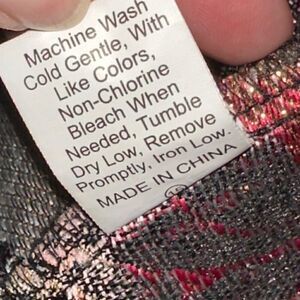 Machine Wash
Cold Gentle, With
Like Colors,
Non-Chlorine
Bleach When
Needed, Tumble
Dry Low, Remove
Promptly, Iron Low.
MADE IN CHINA